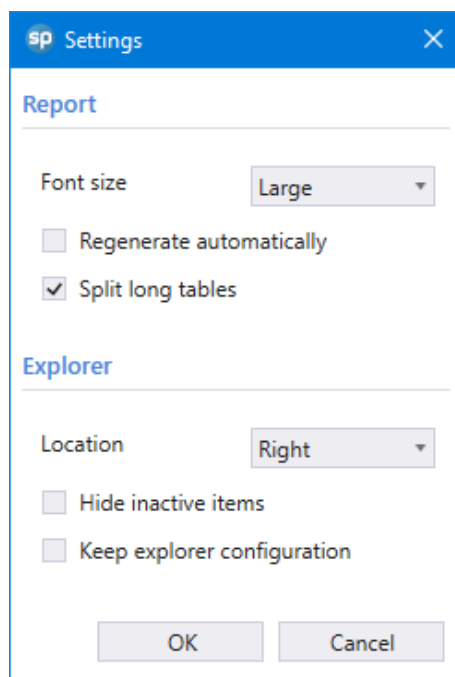 sp Settings
Report
Font size Large
Regenerate automatically
Split long tables
Explorer
Location Right
Hide inactive items
Keep explorer configuration
OK Cancel